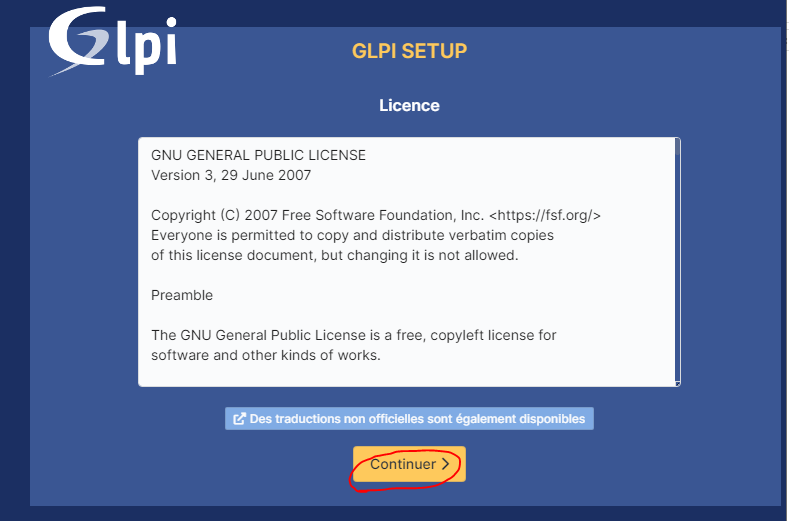 Glpi
GLPI SETUP
Licence
GNU GENERAL PUBLIC LICENSE
Version 3, 29 June 2007
Copyright (C) 2007 Free Software Foundation, Inc. <https://fsf.org/>
Everyone is permitted to copy and distribute verbatim copies
of this license document, but changing it is not allowed.
Preamble
The GNU General Public License is a free, copyleft license for
software and other kinds of works.
Des traductions non officielles sont également disponibles
Continuer